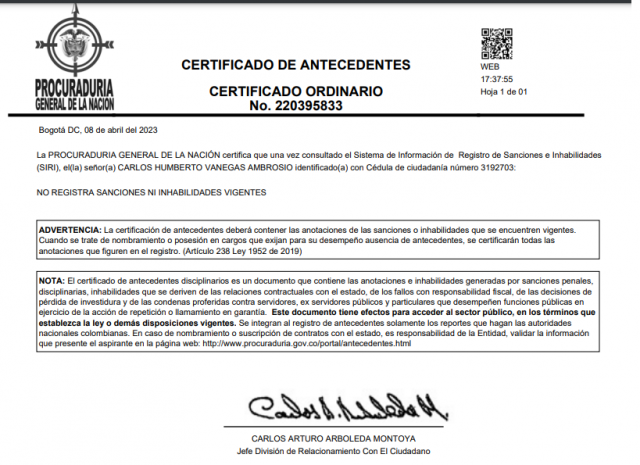 PROCURADURIA
GENERAL DE LA NACION
CERTIFICADO DE ANTECEDENTES
CERTIFICADO ORDINARIO
No. 220395833
WEB
17:37:55
Hoja 1 de 01
Bogotá DC, 08 de abril del 2023
La PROCURADURIA GENERAL DE LA NACIÓN certifica que una vez consultado el Sistema de Información de Registro de Sanciones e Inhabilidades
(SIRI), el(la) señor(a) CARLOS HUMBERTO VANEGAS AMBROSIO identificado(a) con Cédula de ciudadanía número 3192703:
NO REGISTRA SANCIONES NI INHABILIDADES VIGENTES
ADVERTENCIA: La certificación de antecedentes deberá contener las anotaciones de las sanciones o inhabilidades que se encuentren vigentes.
Cuando se trate de nombramiento o posesión en cargos que exijan para su desempeño ausencia de antecedentes, se certificarán todas las
anotaciones que figuren en el registro. (Artículo 238 Ley 1952 de 2019)
NOTA: El certificado de antecedentes disciplinarios es un documento que contiene las anotaciones e inhabilidades generadas por sanciones penales,
disciplinarias, inhabilidades que se deriven de las relaciones contractuales con el estado, de los fallos con responsabilidad fiscal, de las decisiones de
pérdida de investidura y de las condenas proferidas contra servidores, ex servidores públicos y particulares que desempeñen funciones públicas en
ejercicio de la acción de repetición o llamamiento en garantía. Este documento tiene efectos para acceder al sector público, en los términos que
establezca la ley o demás disposiciones vigentes. Se integran al registro de antecedentes solamente los reportes que hagan las autoridades
nacionales colombianas. En caso de nombramiento o suscripción de contratos con el estado, es responsabilidad de la Entidad, validar la información
que presente el aspirante en la página web: http://www.procuraduria.gov.co/portal/antecedentes.html
Carlos A. Arboleda M.
CARLOS ARTURO ARBOLEDA MONTOYA
Jefe División de Relacionamiento Con El Ciudadano